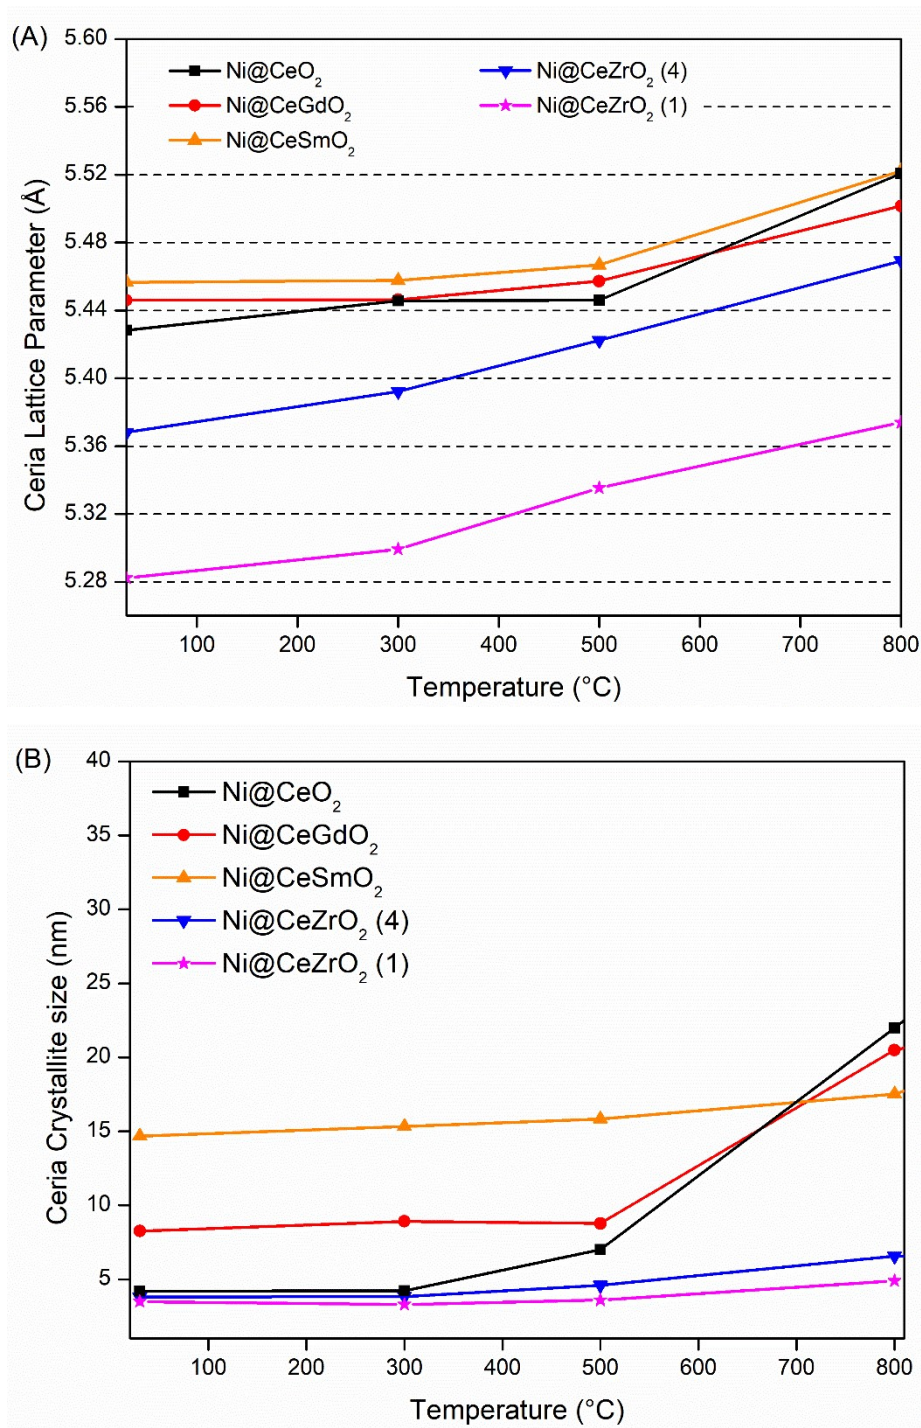 (A)
Ni@CeO₂
Ni@CeGdO₂
Ni@CeSmO₂
Ni@CeZrO₂ (4)
Ni@CeZrO₂ (1)
Ceria Lattice Parameter (Å)
5.60
5.56
5.52
5.48
5.44
5.40
5.36
5.32
5.28
100 200 300 400 500 600 700 800
Temperature (°C)
(B)
Ni@CeO₂
Ni@CeGdO₂
Ni@CeSmO₂
Ni@CeZrO₂ (4)
Ni@CeZrO₂ (1)
Ceria Crystallite size (nm)
40
35
30
25
20
15
10
5
100 200 300 400 500 600 700 800
Temperature (°C)